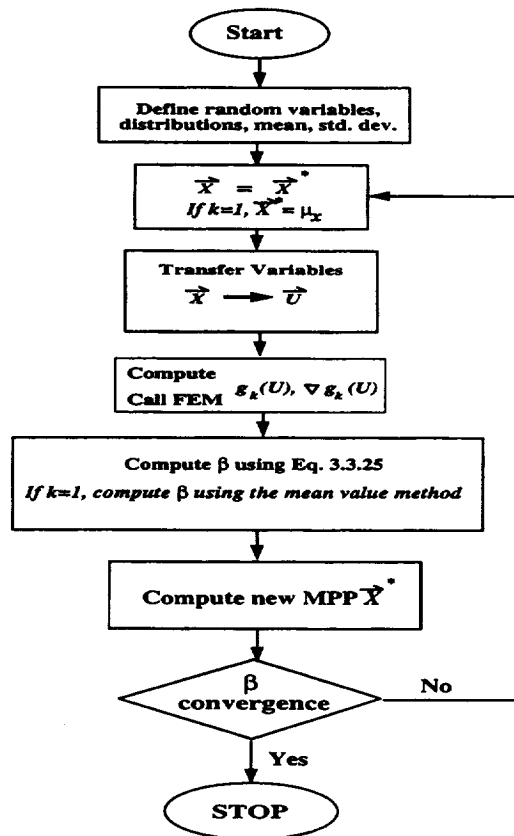 Start
Define random variables,
distributions, mean, std. dev.
X⃗ = X⃗*
If k=1, X⃗* = μx
Transfer Variables
X⃗ → U⃗
Compute
Call FEM gk(U), ∇ gk(U)
Compute β using Eq. 3.3.25
If k=1, compute β using the mean value method
Compute new MPP X⃗*
β
convergence
No
Yes
STOP